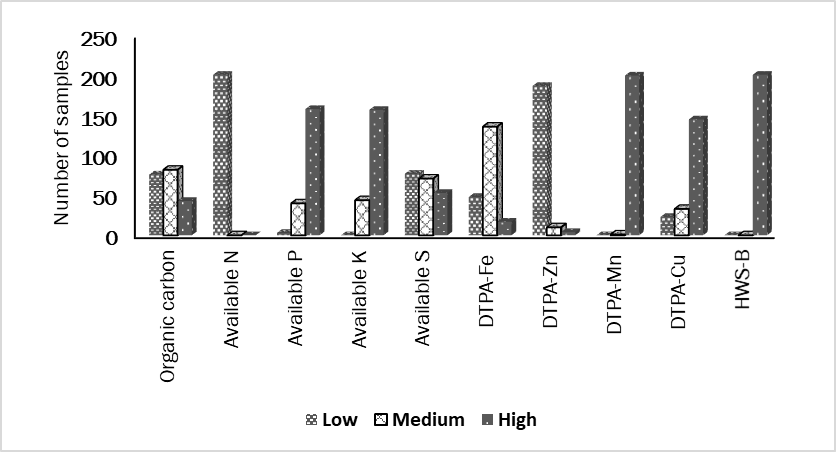 Number of samples
250
200
150
100
50
0
Organic carbon
Available N
Available P
Available K
Available S
DTPA-Fe
DTPA-Zn
DTPA-Mn
DTPA-Cu
HWS-B
Low Medium High